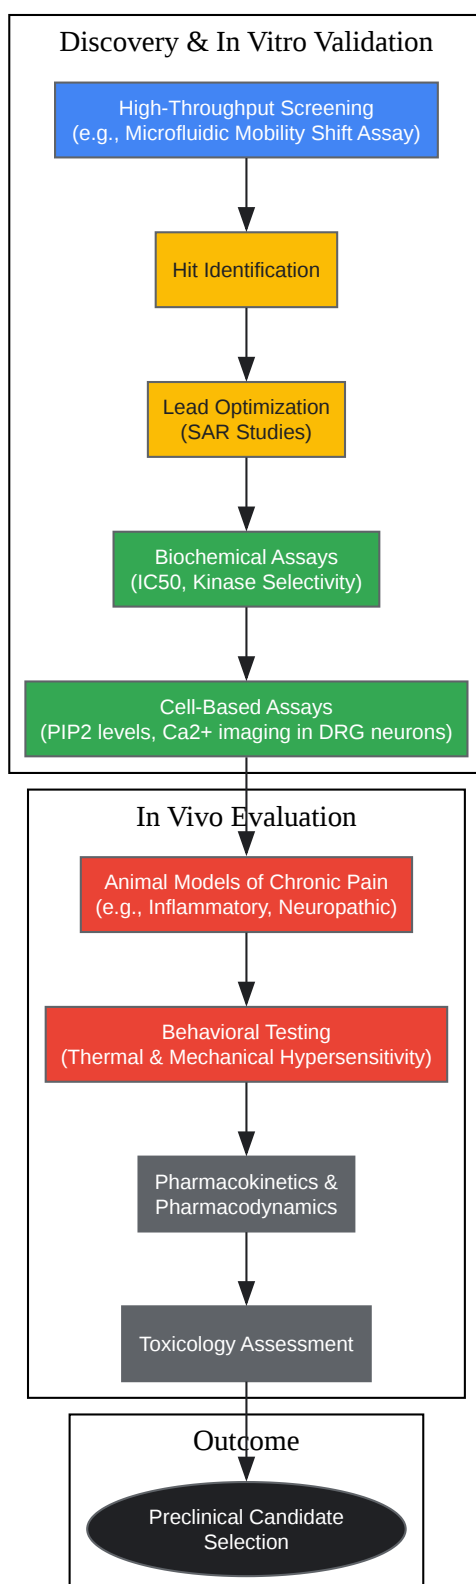 Discovery & In Vitro Validation
High-Throughput Screening
(e.g., Microfluidic Mobility Shift Assay)
Hit Identification
Lead Optimization
(SAR Studies)
Biochemical Assays
(IC50, Kinase Selectivity)
Cell-Based Assays
(PIP2 levels, Ca2+ imaging in DRG neurons)
In Vivo Evaluation
Animal Models of Chronic Pain
(e.g., Inflammatory, Neuropathic)
Behavioral Testing
(Thermal & Mechanical Hypersensitivity)
Pharmacokinetics &
Pharmacodynamics
Toxicology Assessment
Outcome
Preclinical Candidate
Selection